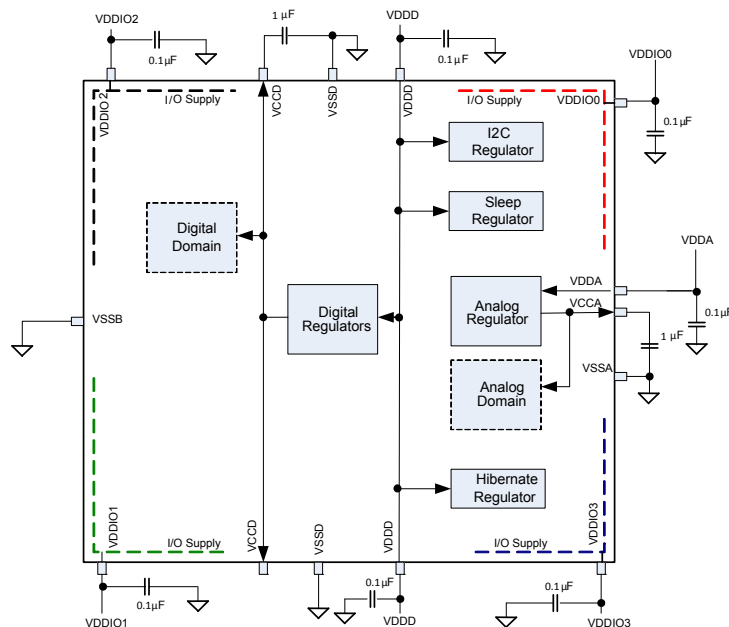 VDDIO2
1 µF
VDDD
0.1µF
0.1µF
VDDIO0
0.1µF
VDDIO2
I/O Supply
VCCD
VSSD
VDDD
I/O Supply
VDDIO0
I2C
Regulator
Sleep
Regulator
Digital
Domain
VDDA
Digital
Regulators
Analog
Regulator
VDDA
VCCA
0.1µF
1 µF
VSSB
VSSA
Analog
Domain
Hibernate
Regulator
VDDIO1
I/O Supply
VCCD
VSSD
VDDD
I/O Supply
VDDIO3
0.1µF
0.1µF
0.1µF
VDDIO1
VDDD
VDDIO3